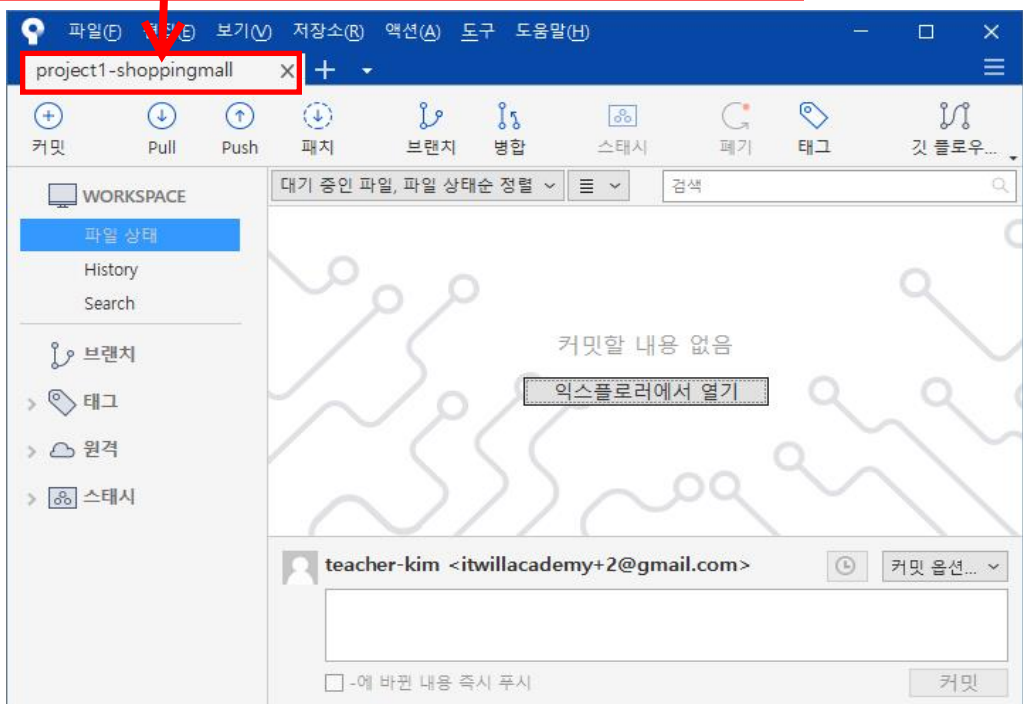 파일(F) 편집(E) 보기(V) 저장소(R) 액션(A) 도구 도움말(H)
project1-shoppingmall
커밋 Pull Push 패치 브랜치 병합 스태시 폐기 태그 깃 플로우...
WORKSPACE
파일 상태
History
Search
브랜치
태그
원격
스태시
대기 중인 파일, 파일 상태순 정렬
검색
커밋할 내용 없음
익스플로러에서 열기
teacher-kim <itwillacademy+2@gmail.com>
커밋 옵션...
-에 바뀐 내용 즉시 푸시
커밋